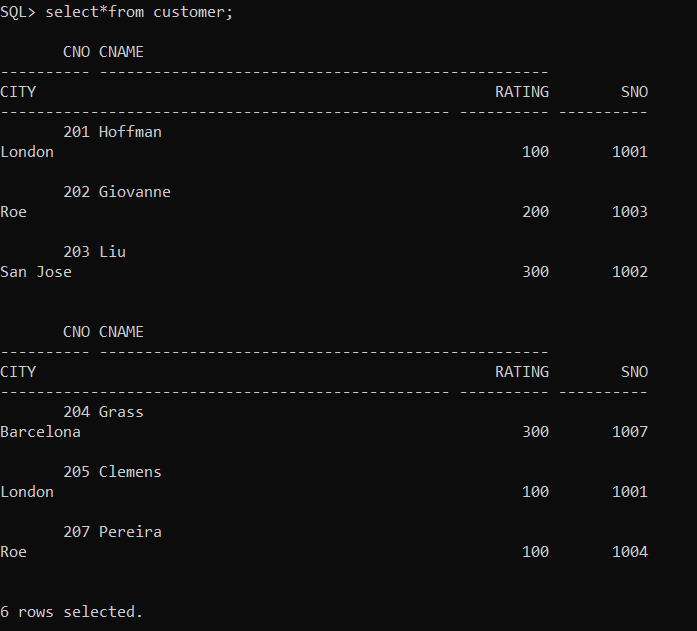 SQL> select*from customer;
CNO CNAME
---------- --------------------------------------------------
CITY RATING SNO
-------------------------------------------------- ---------- ----------
201 Hoffman
London 100 1001
202 Giovanne
Roe 200 1003
203 Liu
San Jose 300 1002
CNO CNAME
---------- --------------------------------------------------
CITY RATING SNO
-------------------------------------------------- ---------- ----------
204 Grass
Barcelona 300 1007
205 Clemens
London 100 1001
207 Pereira
Roe 100 1004
6 rows selected.